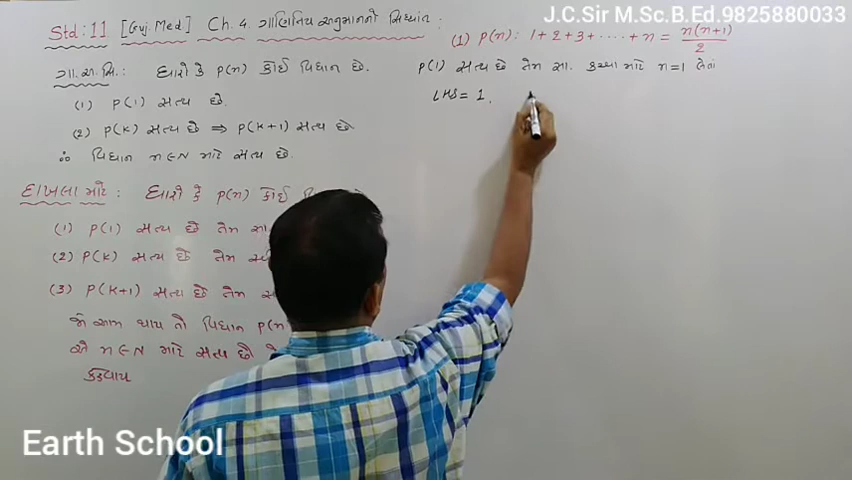 Std: 11 [Guj. Med] Ch. 4 ગાણિતિક અનુમાનનો સિધ્ધાંત :
ગા. અ. સિ. : ધારો કે P(n) કોઈ વિધાન છે.
(1) P(1) સત્ય છે.
(2) P(K) સત્ય છે ⇒ P(K+1) સત્ય છે
∴ વિધાન n∈N માટે સત્ય છે.
દાખલા માટે : ધારો કે P(n) કોઈ
(1) P(1) સત્ય છે તેમ
(2) P(K) સત્ય છે તેમ
(3) P(K+1) સત્ય છે તેમ
જો આમ થાય તો વિધાન P(n
એ n∈N માટે સત્ય છે
કહેવાય
J.C.Sir M.Sc.B.Ed.9825880033
(1) P(n): 1+2+3+ ..... +n = n(n+1)/2
P(1) સત્ય છે તેમ સા. કરવા માટે n=1 લેતાં
LHS = 1,
Earth School